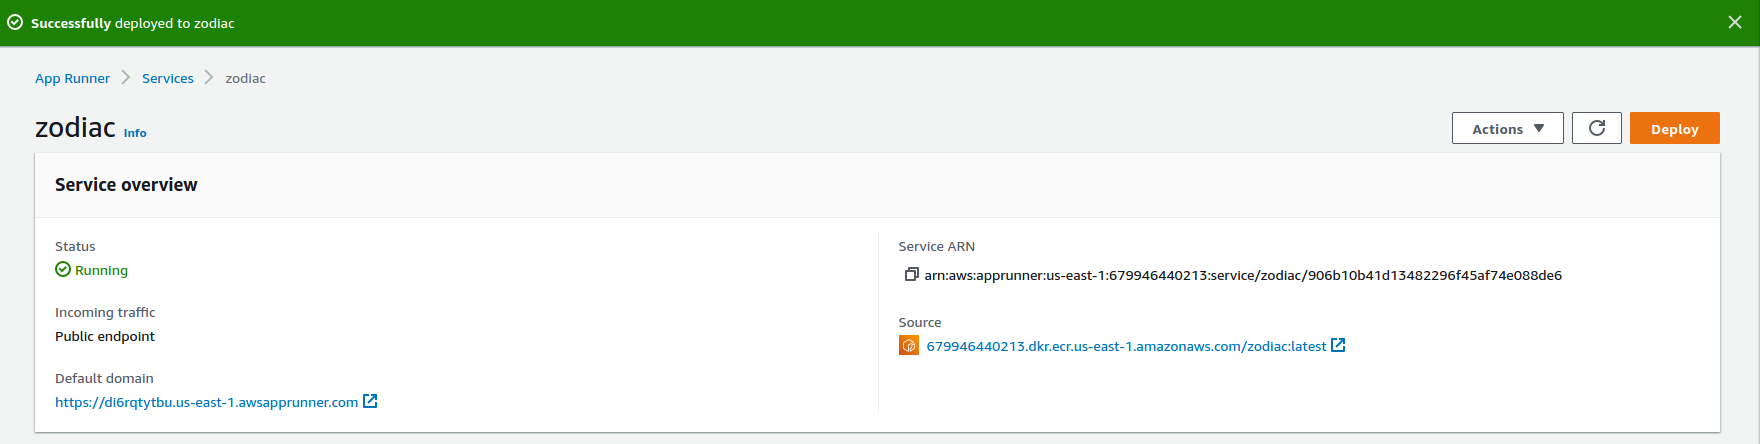 Successfully deployed to zodiac
App Runner Services zodiac
zodiac Info
Actions Deploy
Service overview
Status
Running
Incoming traffic
Public endpoint
Default domain
https://di6rqtytbu.us-east-1.awsapprunner.com
Service ARN
arn:aws:apprunner:us-east-1:679946440213:service/zodiac/906b10b41d13482296f45af74e088de6
Source
679946440213.dkr.ecr.us-east-1.amazonaws.com/zodiac:latest